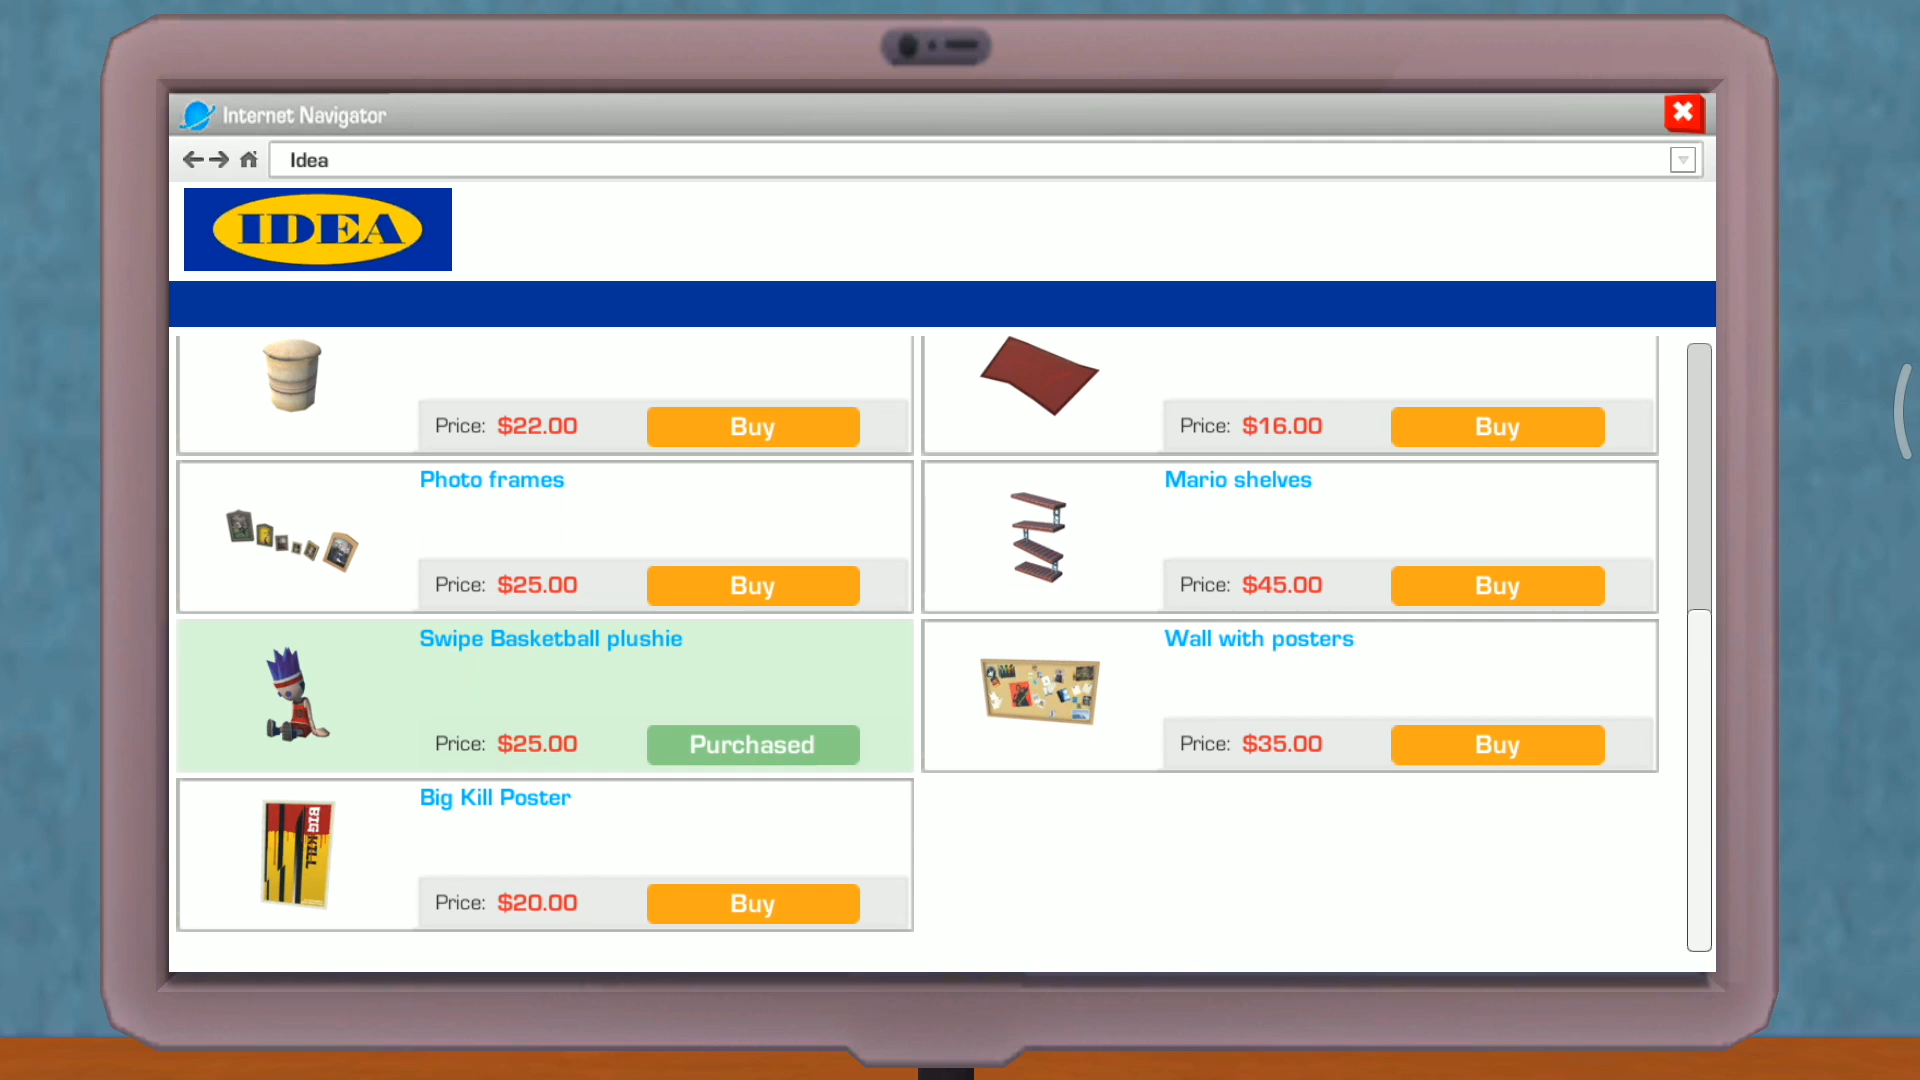 Internet Navigator
Idea
IDEA
Price: $22.00 Buy
Price: $16.00 Buy
Photo frames
Price: $25.00 Buy
Mario shelves
Price: $45.00 Buy
Swipe Basketball plushie
Price: $25.00 Purchased
Wall with posters
Price: $35.00 Buy
Big Kill Poster
BIG
KILL
Price: $20.00 Buy